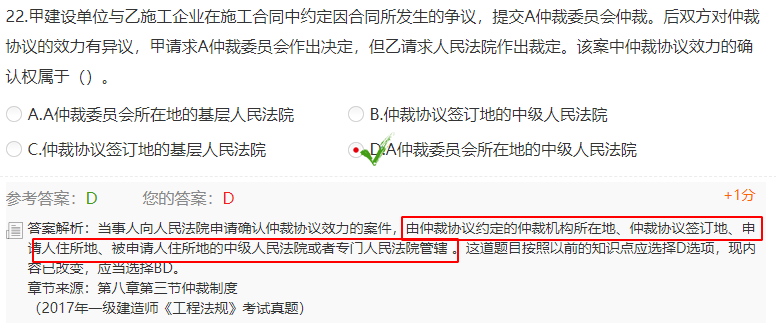 22.甲建设单位与乙施工企业在施工合同中约定因合同所发生的争议，提交A仲裁委员会仲裁。后双方对仲裁
协议的效力有异议，甲请求A仲裁委员会作出决定，但乙请求人民法院作出裁定。该案中仲裁协议效力的确
认权属于（）。
A.A仲裁委员会所在地的基层人民法院
B.仲裁协议签订地的中级人民法院
C.仲裁协议签订地的基层人民法院
D.A仲裁委员会所在地的中级人民法院
参考答案：D 您的答案：D +1分
答案解析：当事人向人民法院申请确认仲裁协议效力的案件，由仲裁协议约定的仲裁机构所在地、仲裁协议签订地、申
请人住所地、被申请人住所地的中级人民法院或者专门人民法院管辖 。这道题目按照以前的知识点应选择D选项，现内
容已改变，应当选择BD。
章节来源：第八章第三节仲裁制度
（2017年一级建造师《工程法规》考试真题）